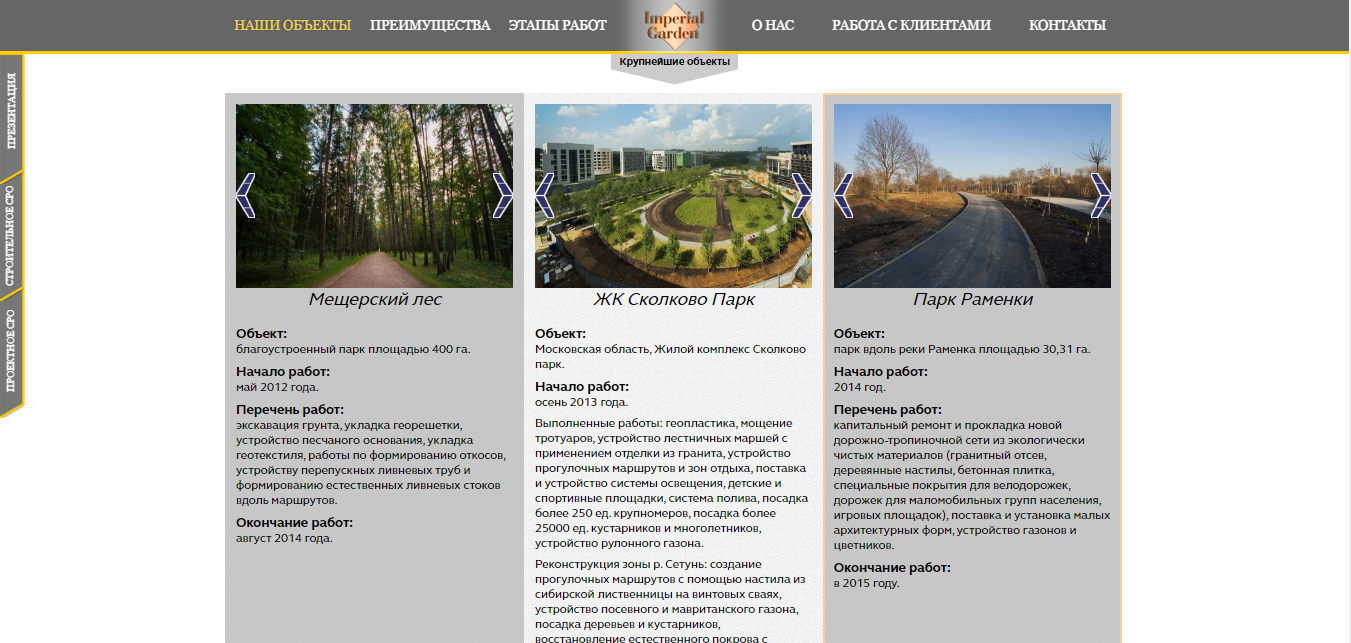 НАШИ ОБЪЕКТЫ ПРЕИМУЩЕСТВА ЭТАПЫ РАБОТ Imperial Garden О НАС РАБОТА С КЛИЕНТАМИ КОНТАКТЫ
Крупнейшие объекты
ПРЕЗЕНТАЦИЯ
СТРОИТЕЛЬНОЕ СРО
ПРОЕКТНОЕ СРО
Мещерский лес
Объект:
благоустроенный парк площадью 400 га.
Начало работ:
май 2012 года.
Перечень работ:
экскавация грунта, укладка георешетки,
устройство песчаного основания, укладка
геотекстиля, работы по формированию откосов,
устройству перепускных ливневых труб и
формированию естественных ливневых стоков
вдоль маршрутов.
Окончание работ:
август 2014 года.
ЖК Сколково Парк
Объект:
Московская область, Жилой комплекс Сколково
парк.
Начало работ:
осень 2013 года.
Выполненные работы: геопластика, мощение
тротуаров, устройство лестничных маршей с
применением отделки из гранита, устройство
прогулочных маршрутов и зон отдыха, поставка
и устройство системы освещения, детские и
спортивные площадки, система полива, посадка
более 250 ед. крупномеров, посадка более
25000 ед. кустарников и многолетников,
устройство рулонного газона.
Реконструкция зоны р. Сетунь: создание
прогулочных маршрутов с помощью настила из
сибирской лиственницы на винтовых сваях,
устройство посевного и мавританского газона,
посадка деревьев и кустарников,
восстановление естественного покрова с
Парк Раменки
Объект:
парк вдоль реки Раменка площадью 30,31 га.
Начало работ:
2014 год.
Перечень работ:
капитальный ремонт и прокладка новой
дорожно-тропиночной сети из экологически
чистых материалов (гранитный отсев,
деревянные настилы, бетонная плитка,
специальные покрытия для велодорожек,
дорожек для маломобильных групп населения,
игровых площадок), поставка и установка малых
архитектурных форм, устройство газонов и
цветников.
Окончание работ:
в 2015 году.